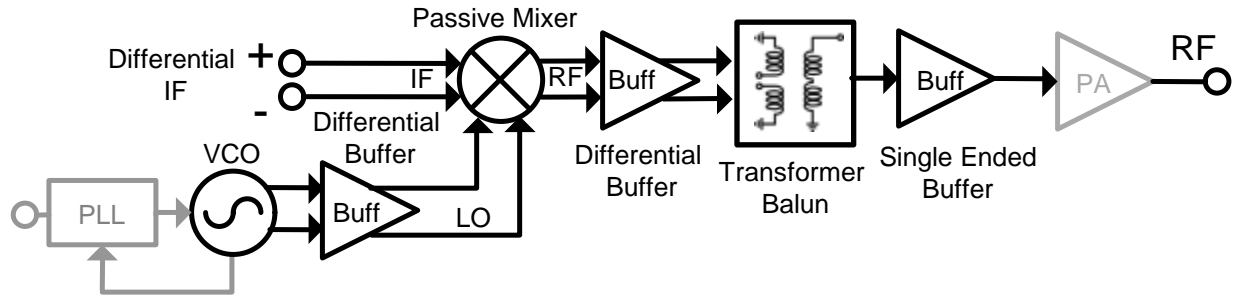 Passive Mixer
Differential
IF
+
-
IF
RF
Buff
Buff
PA
RF
Differential
Buffer
VCO
PLL
Buff
LO
Differential
Buffer
Transformer
Balun
Single Ended
Buffer